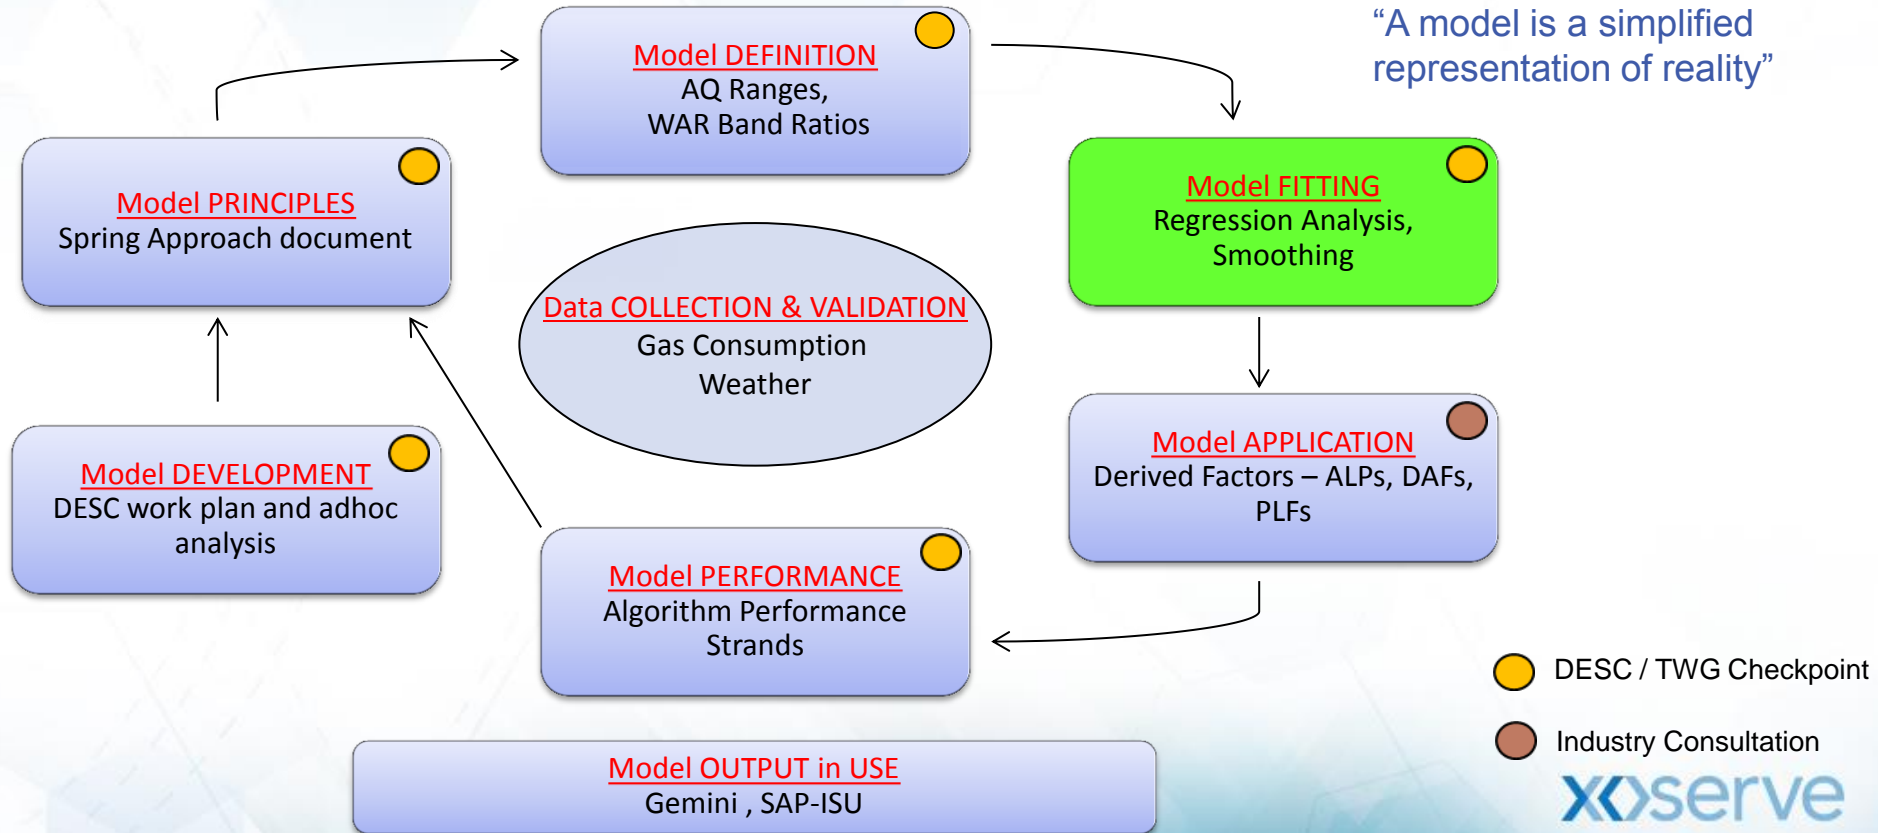 “A model is a simplified
representation of reality”
Model DEFINITION
AQ Ranges,
WAR Band Ratios
Model PRINCIPLES
Spring Approach document
Model FITTING
Regression Analysis,
Smoothing
Data COLLECTION & VALIDATION
Gas Consumption
Weather
Model DEVELOPMENT
DESC work plan and adhoc
analysis
Model APPLICATION
Derived Factors – ALPs, DAFs,
PLFs
Model PERFORMANCE
Algorithm Performance
Strands
DESC / TWG Checkpoint
Industry Consultation
Model OUTPUT in USE
Gemini , SAP-ISU
xoserve